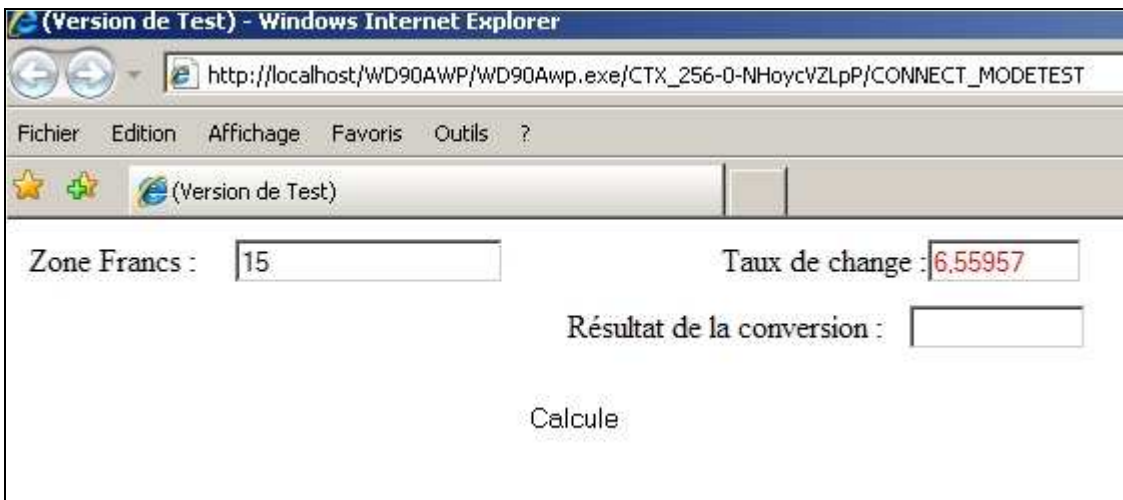 (Version de Test) - Windows Internet Explorer
http://localhost/WD90AWP/WD90Awp.exe/CTX_256-0-NHoycVZLpP/CONNECT_MODETEST
Fichier Edition Affichage Favoris Outils ?
(Version de Test)
Zone Francs : 15 Taux de change : 6,55957
Résultat de la conversion :
Calcule